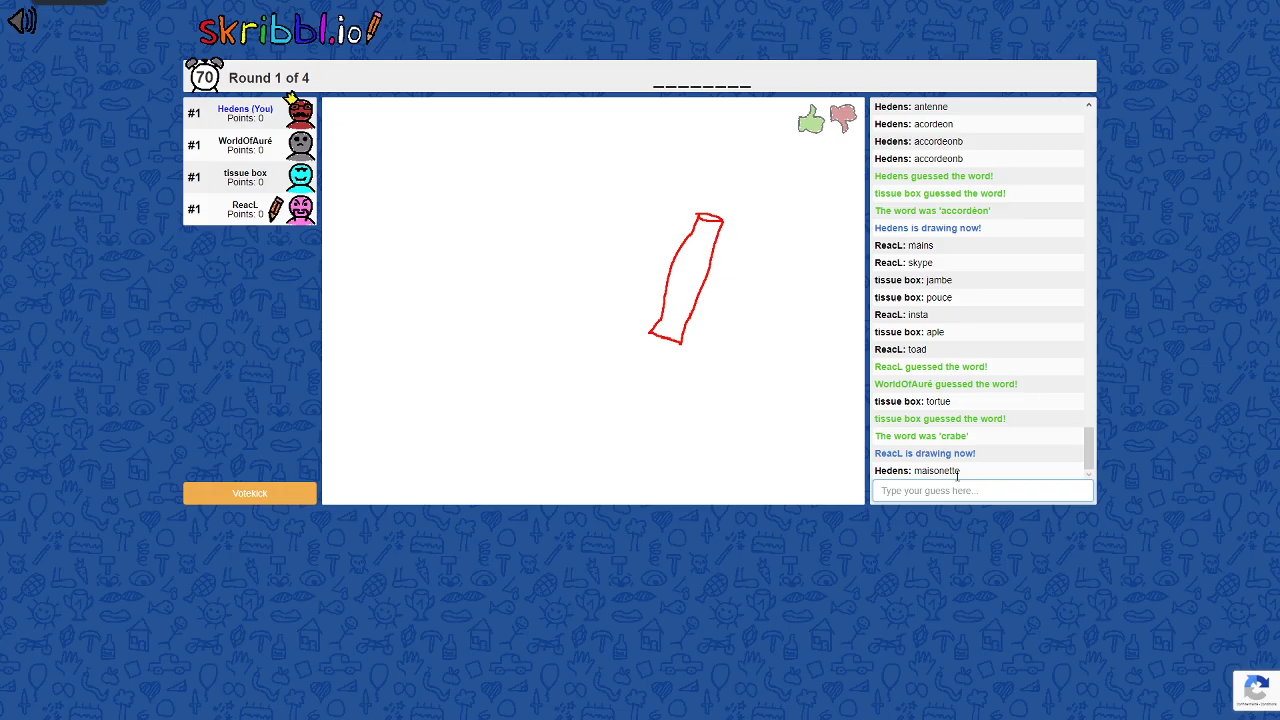 skribbl.io
70
Round 1 of 4
________
#1
Hedens (You)
Points: 0
#1
WorldOfAuré
Points: 0
#1
tissue box
Points: 0
#1
ReacL
Points: 0
Votekick
Hedens: antenne
Hedens: acordeon
Hedens: accordeonb
Hedens: accordeonb
Hedens guessed the word!
tissue box guessed the word!
The word was 'accordéon'
Hedens is drawing now!
ReacL: mains
ReacL: skype
tissue box: jambe
tissue box: pouce
ReacL: insta
tissue box: aple
ReacL: toad
ReacL guessed the word!
WorldOfAuré guessed the word!
tissue box: tortue
tissue box guessed the word!
The word was 'crabe'
ReacL is drawing now!
Hedens: maisonette
Type your guess here...